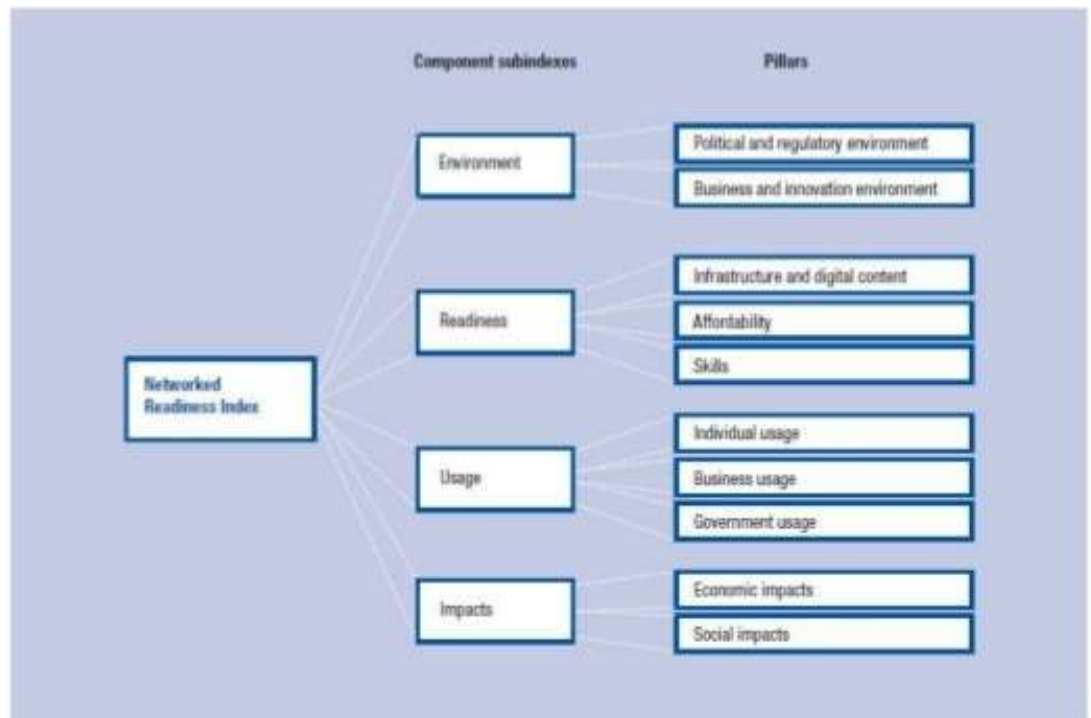 Component subindexes
Pillars
Environment
Political and regulatory environment
Business and innovation environment
Readiness
Infrastructure and digital content
Affordability
Skills
Networked
Readiness Index
Usage
Individual usage
Business usage
Government usage
Impacts
Economic impacts
Social impacts